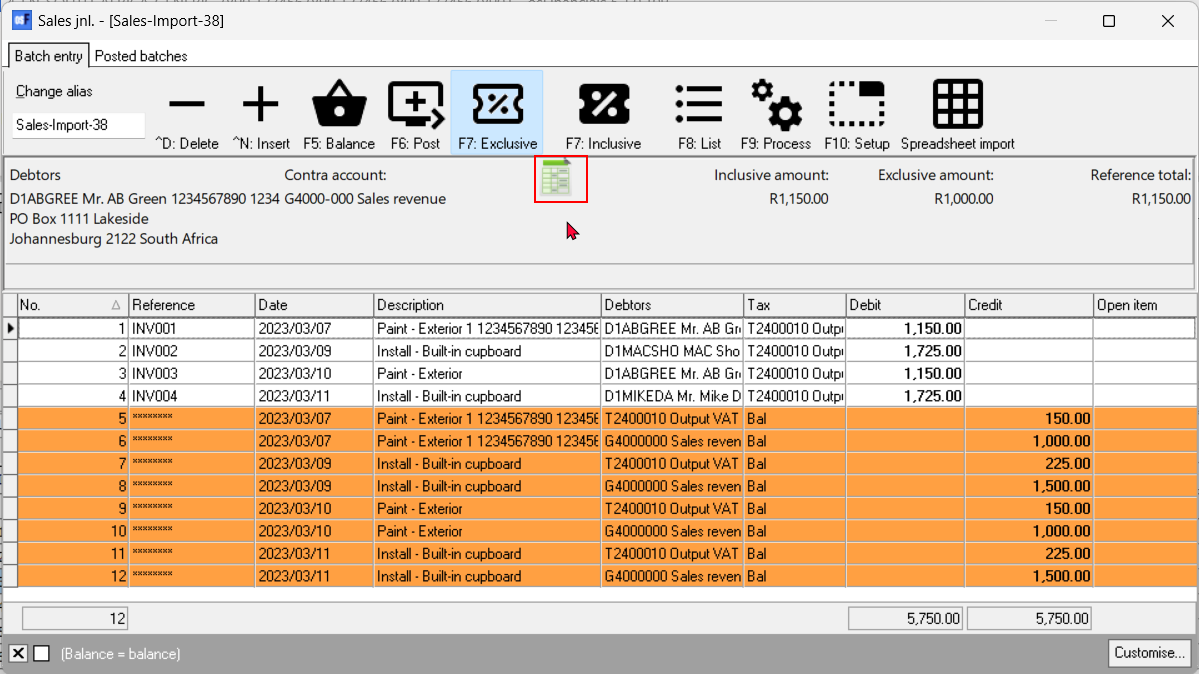 Sales jnl. - [Sales-Import-38]
Batch entry Posted batches
Change alias
Sales-Import-38
^D: Delete ^N: Insert F5: Balance F6: Post F7: Exclusive F7: Inclusive F8: List F9: Process F10: Setup Spreadsheet import
Debtors Contra account: Inclusive amount: Exclusive amount: Reference total:
D1ABGREE Mr. AB Green 1234567890 1234 G4000-000 Sales revenue R1,150.00 R1,000.00 R1,150.00
PO Box 1111 Lakeside
Johannesburg 2122 South Africa
No. Reference Date Description Debtors Tax Debit Credit Open item
1 INV001 2023/03/07 Paint - Exterior 1 1234567890 123456 D1ABGREE Mr. AB Gr T2400010 Outp 1,150.00
2 INV002 2023/03/09 Install - Built-in cupboard D1MACSHO MAC Sho T2400010 Outp 1,725.00
3 INV003 2023/03/10 Paint - Exterior D1ABGREE Mr. AB Gr T2400010 Outp 1,150.00
4 INV004 2023/03/11 Install - Built-in cupboard D1MIKEDA Mr. Mike D T2400010 Outp 1,725.00
5 ******** 2023/03/07 Paint - Exterior 1 1234567890 123456 T2400010 Output VAT Bal 150.00
6 ******** 2023/03/07 Paint - Exterior 1 1234567890 123456 G4000000 Sales reven Bal 1,000.00
7 ******** 2023/03/09 Install - Built-in cupboard T2400010 Output VAT Bal 225.00
8 ******** 2023/03/09 Install - Built-in cupboard G4000000 Sales reven Bal 1,500.00
9 ******** 2023/03/10 Paint - Exterior T2400010 Output VAT Bal 150.00
10 ******** 2023/03/10 Paint - Exterior G4000000 Sales reven Bal 1,000.00
11 ******** 2023/03/11 Install - Built-in cupboard T2400010 Output VAT Bal 225.00
12 ******** 2023/03/11 Install - Built-in cupboard G4000000 Sales reven Bal 1,500.00
12 5,750.00 5,750.00
(Balance = balance) Customise...